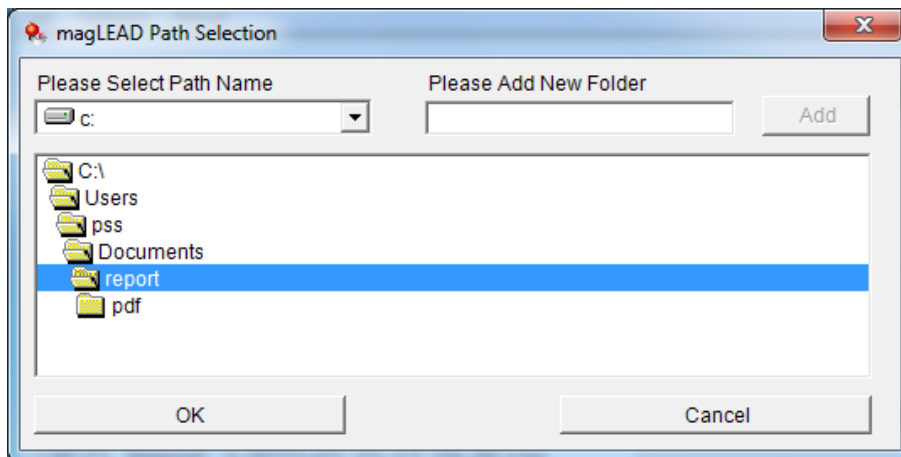 magLEAD Path Selection
Please Select Path Name
Please Add New Folder
c:
Add
C:\
Users
pss
Documents
report
pdf
OK
Cancel